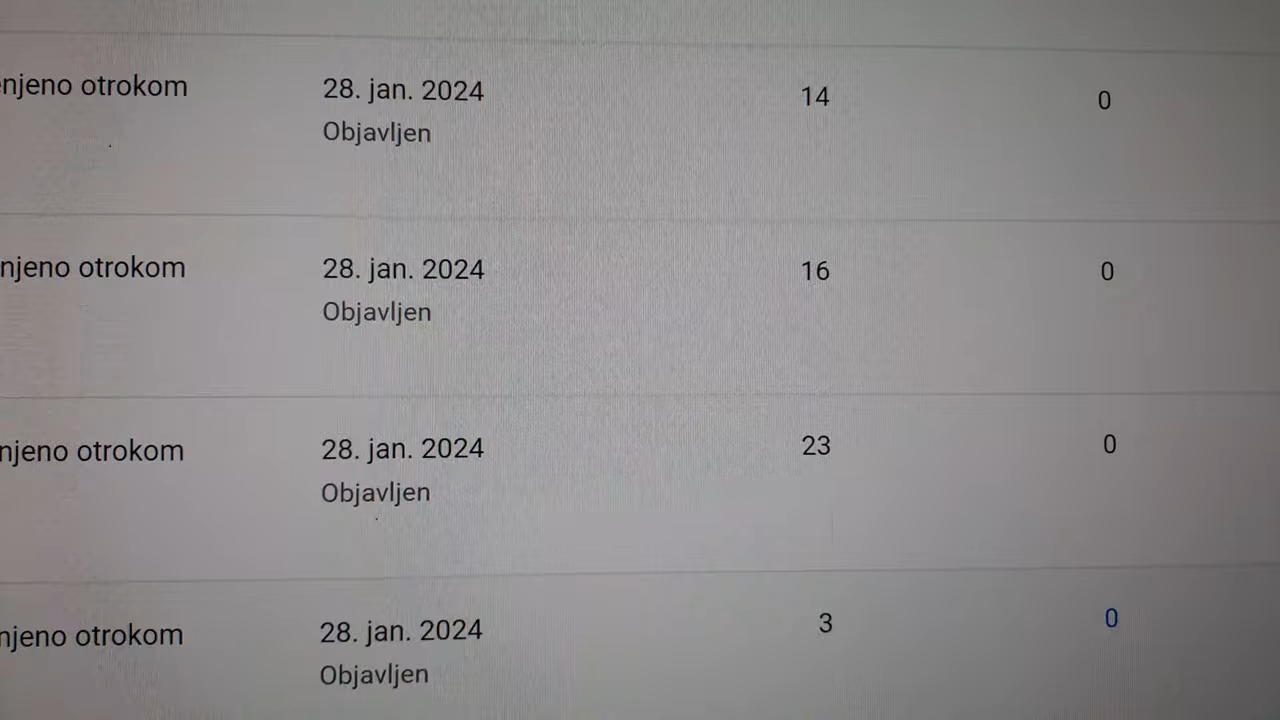 njeno otrokom 28. jan. 2024 14 0
Objavljen
njeno otrokom 28. jan. 2024 16 0
Objavljen
njeno otrokom 28. jan. 2024 23 0
Objavljen
njeno otrokom 28. jan. 2024 3 0
Objavljen